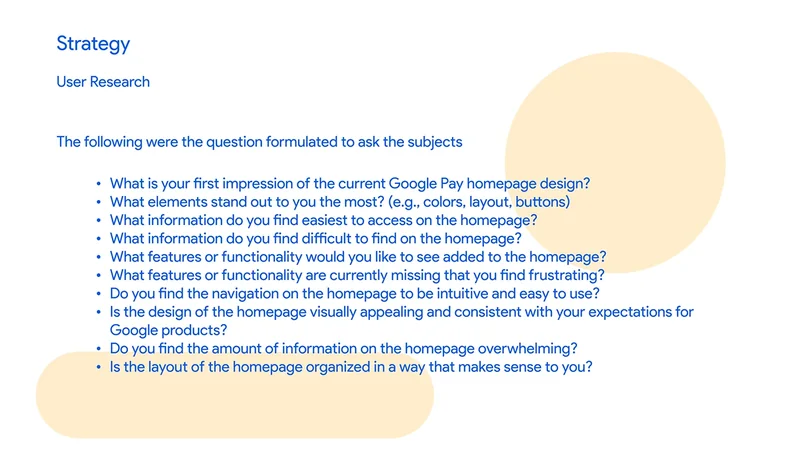 Strategy
User Research
The following were the question formulated to ask the subjects
• What is your first impression of the current Google Pay homepage design?
• What elements stand out to you the most? (e.g., colors, layout, buttons)
• What information do you find easiest to access on the homepage?
• What information do you find difficult to find on the homepage?
• What features or functionality would you like to see added to the homepage?
• What features or functionality are currently missing that you find frustrating?
• Do you find the navigation on the homepage to be intuitive and easy to use?
• Is the design of the homepage visually appealing and consistent with your expectations for
Google products?
• Do you find the amount of information on the homepage overwhelming?
• Is the layout of the homepage organized in a way that makes sense to you?